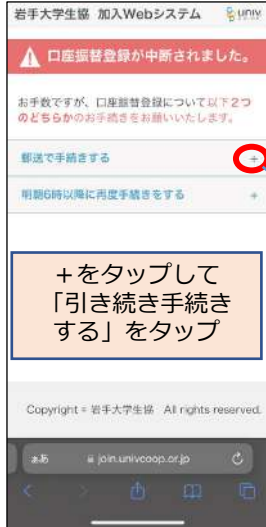 岩手大学生協 加入Webシステム
univ
口座振替登録が中断されました。
お手数ですが、口座振替登録について以下2つ
のどちらかのお手続きをお願いいたします。
郵送で手続きする +
明朝6時以降に再度手続きをする +
+をタップして
「引き続き手続き
する」をタップ
Copyright © 岩手大学生協 All rights reserved.
ぁあ join.univcoop.or.jp